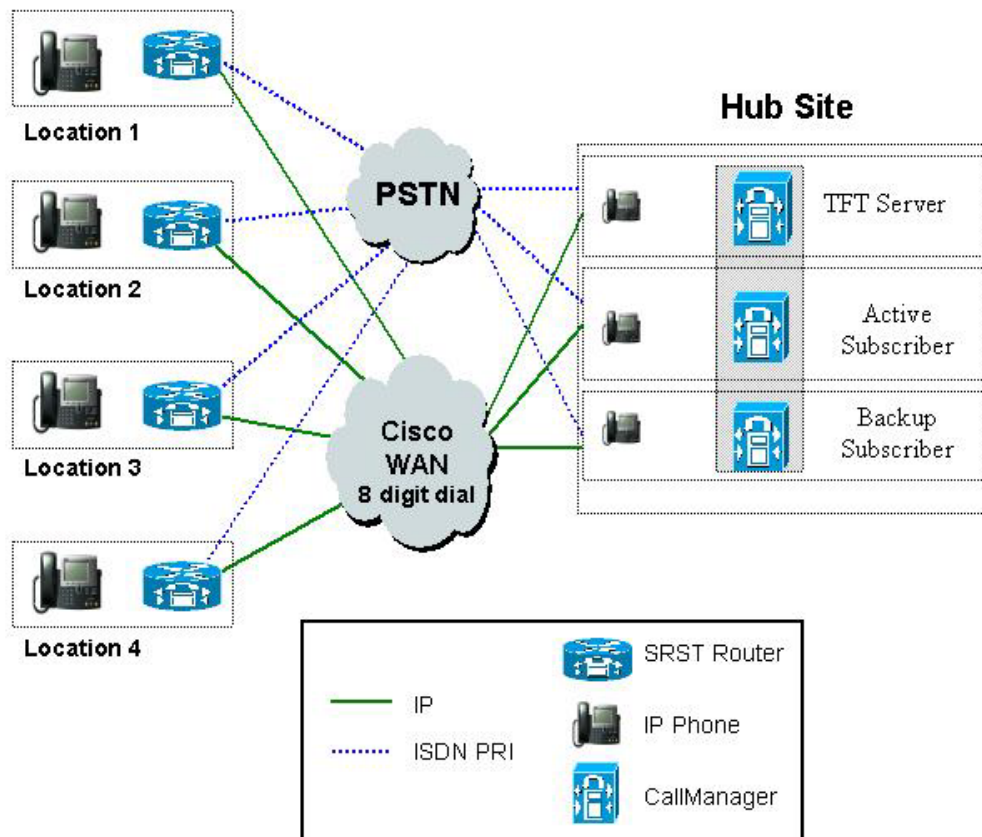 Location 1
Location 2
Location 3
Location 4
PSTN
Cisco
WAN
8 digit dial
Hub Site
TFT Server
Active
Subscriber
Backup
Subscriber
IP
ISDN PRI
SRST Router
IP Phone
CallManager